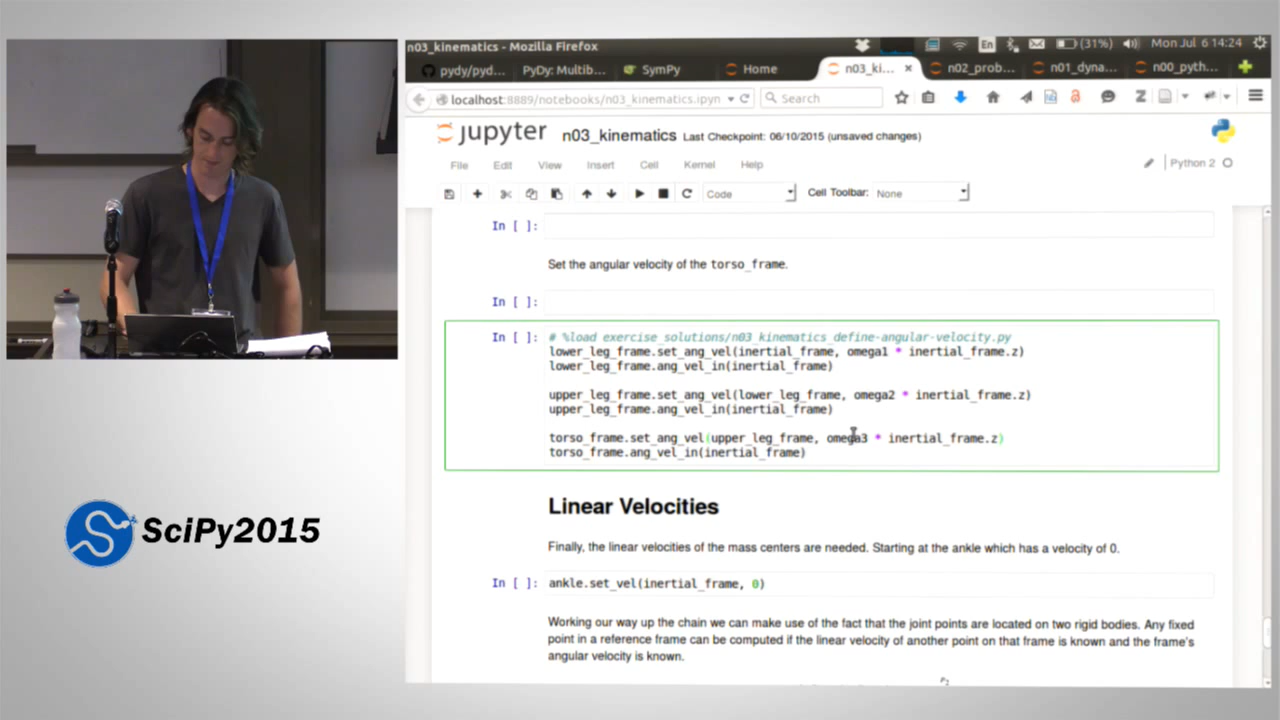 n03_kinematics - Mozilla Firefox
En
(31%)
Mon Jul 6 14:24
pydy/pyd...
PyDy: Multib...
SymPy
Home
n03_ki...
n02_prob...
n01_dyna...
n00_pyth...
localhost:8889/notebooks/n03_kinematics.ipyn
Search
jupyter n03_kinematics Last Checkpoint: 06/10/2015 (unsaved changes)
File Edit View Insert Cell Kernel Help
Python 2
Code
Cell Toolbar: None
In [ ]:
Set the angular velocity of the torso_frame.
In [ ]:
In [ ]: # %load exercise_solutions/n03_kinematics_define-angular-velocity.py
lower_leg_frame.set_ang_vel(inertial_frame, omega1 * inertial_frame.z)
lower_leg_frame.ang_vel_in(inertial_frame)
upper_leg_frame.set_ang_vel(lower_leg_frame, omega2 * inertial_frame.z)
upper_leg_frame.ang_vel_in(inertial_frame)
torso_frame.set_ang_vel(upper_leg_frame, omega3 * inertial_frame.z)
torso_frame.ang_vel_in(inertial_frame)
Linear Velocities
Finally, the linear velocities of the mass centers are needed. Starting at the ankle which has a velocity of 0.
In [ ]: ankle.set_vel(inertial_frame, 0)
Working our way up the chain we can make use of the fact that the joint points are located on two rigid bodies. Any fixed
point in a reference frame can be computed if the linear velocity of another point on that frame is known and the frame's
angular velocity is known.
SciPy2015